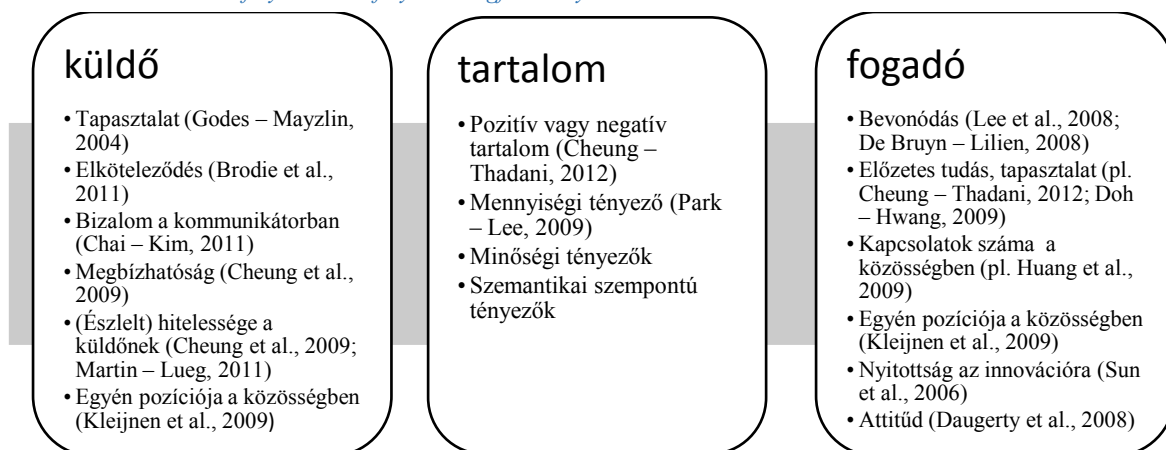 küldő
• Tapasztalat (Godes – Mayzlin,
2004)
• Elköteleződés (Brodie et al.,
2011)
• Bizalom a kommunikátorban
(Chai – Kim, 2011)
• Megbízhatóság (Cheung et al.,
2009)
• (Észlelt) hitelessége a
küldőnek (Cheung et al., 2009;
Martin – Lueg, 2011)
• Egyén pozíciója a közösségben
(Kleijnen et al., 2009)
tartalom
• Pozitív vagy negatív
tartalom (Cheung –
Thadani, 2012)
• Mennyiségi tényező (Park
– Lee, 2009)
• Minőségi tényezők
• Szemantikai szempontú
tényezők
fogadó
• Bevonódás (Lee et al., 2008;
De Bruyn – Lilien, 2008)
• Előzetes tudás, tapasztalat (pl.
Cheung – Thadani, 2012; Doh
– Hwang, 2009)
• Kapcsolatok száma a
közösségben (pl. Huang et al.,
2009)
• Egyén pozíciója a közösségben
(Kleijnen et al., 2009)
• Nyitottság az innovációra (Sun
et al., 2006)
• Attitűd (Daugerty et al., 2008)